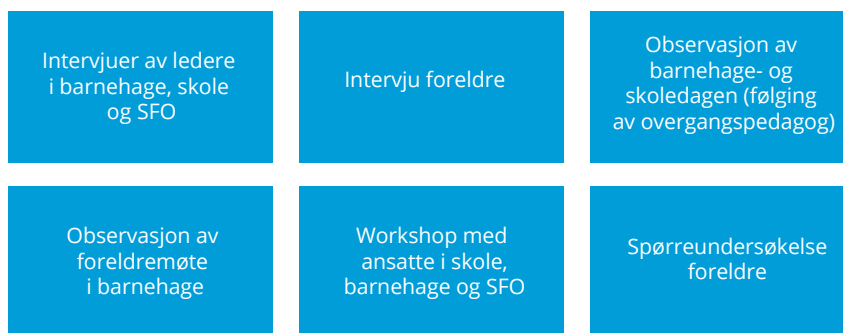 Intervjuer av ledere
i barnehage, skole
og SFO
Intervju foreldre
Observasjon av
barnehage- og
skoledagen (følging
av overgangspedagog)
Observasjon av
foreldremøte
i barnehage
Workshop med
ansatte i skole,
barnehage og SFO
Spørreundersøkelse
foreldre